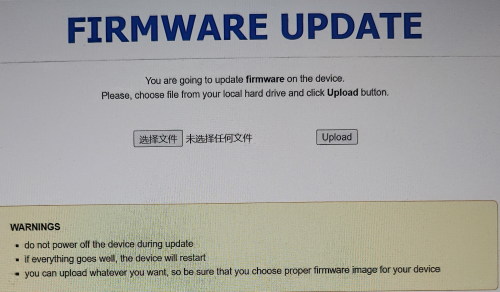 FIRMWARE UPDATE
You are going to update firmware on the device.
Please, choose file from your local hard drive and click Upload button.
选择文件 未选择任何文件 Upload
WARNINGS
do not power off the device during update
if everything goes well, the device will restart
you can upload whatever you want, so be sure that you choose proper firmware image for your device